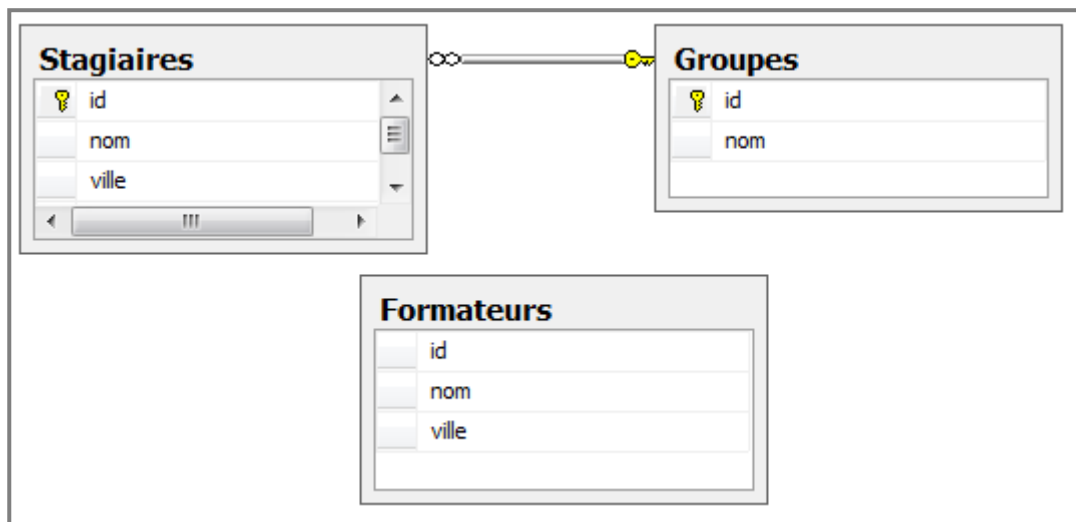 Stagiaires
id
nom
ville
Groupes
id
nom
Formateurs
id
nom
ville